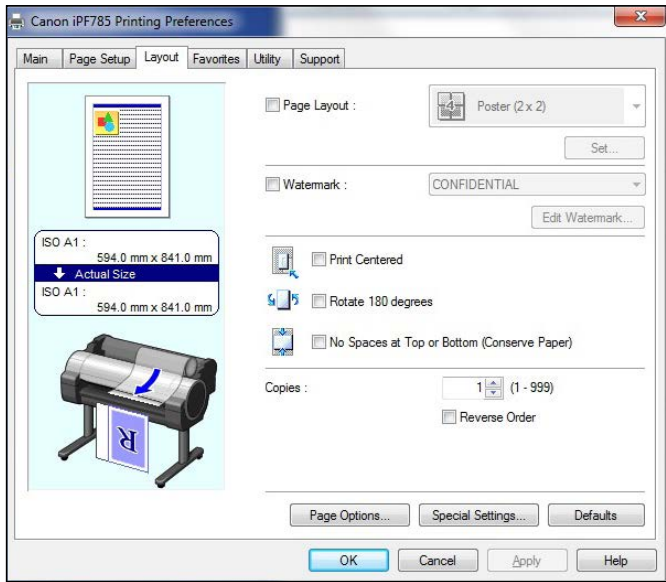 Canon iPF785 Printing Preferences
Main Page Setup Layout Favorites Utility Support
Page Layout :
4
Poster (2 x 2)
Set...
Watermark :
CONFIDENTIAL
Edit Watermark...
ISO A1 :
594.0 mm x 841.0 mm
Actual Size
ISO A1 :
594.0 mm x 841.0 mm
R
Print Centered
Rotate 180 degrees
No Spaces at Top or Bottom (Conserve Paper)
Copies :
1 (1 - 999)
Reverse Order
Page Options... Special Settings... Defaults
OK Cancel Apply Help